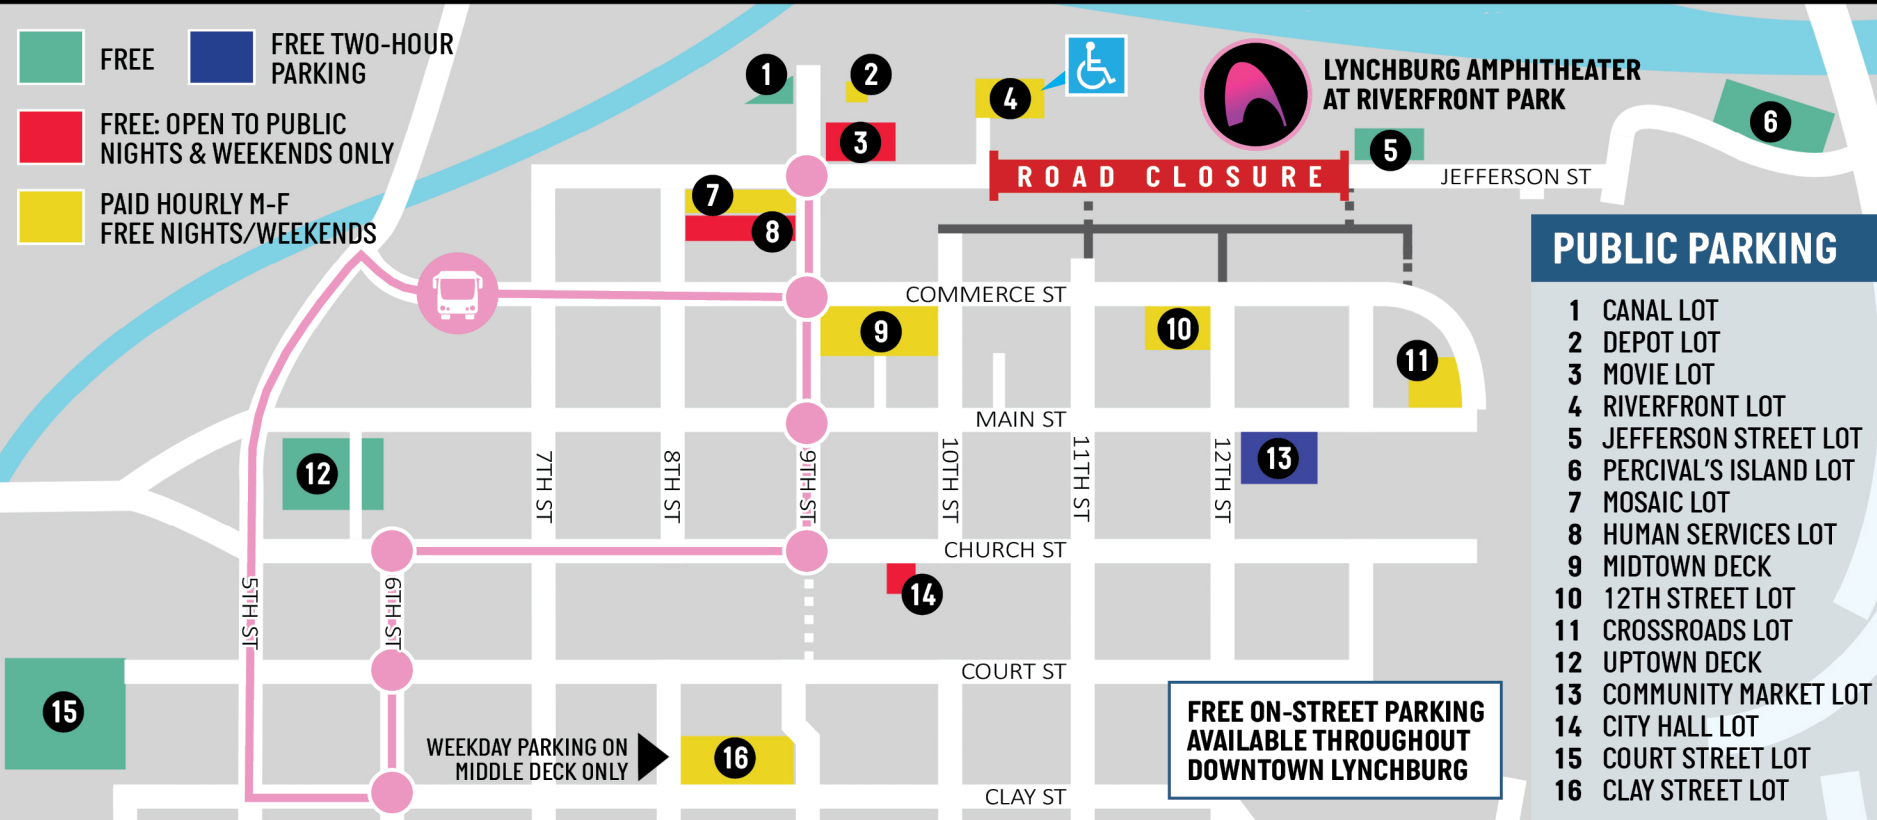 FREE
FREE TWO-HOUR
PARKING
FREE: OPEN TO PUBLIC
NIGHTS & WEEKENDS ONLY
PAID HOURLY M-F
FREE NIGHTS/WEEKENDS
1
2
3
4
5
6
7
8
9
10
11
12
13
14
15
16
LYNCHBURG AMPHITHEATER
AT RIVERFRONT PARK
ROAD CLOSURE
JEFFERSON ST
COMMERCE ST
MAIN ST
CHURCH ST
COURT ST
CLAY ST
5TH ST
6TH ST
7TH ST
8TH ST
9TH ST
10TH ST
11TH ST
12TH ST
WEEKDAY PARKING ON
MIDDLE DECK ONLY
FREE ON-STREET PARKING
AVAILABLE THROUGHOUT
DOWNTOWN LYNCHBURG
PUBLIC PARKING
1 CANAL LOT
2 DEPOT LOT
3 MOVIE LOT
4 RIVERFRONT LOT
5 JEFFERSON STREET LOT
6 PERCIVAL'S ISLAND LOT
7 MOSAIC LOT
8 HUMAN SERVICES LOT
9 MIDTOWN DECK
10 12TH STREET LOT
11 CROSSROADS LOT
12 UPTOWN DECK
13 COMMUNITY MARKET LOT
14 CITY HALL LOT
15 COURT STREET LOT
16 CLAY STREET LOT